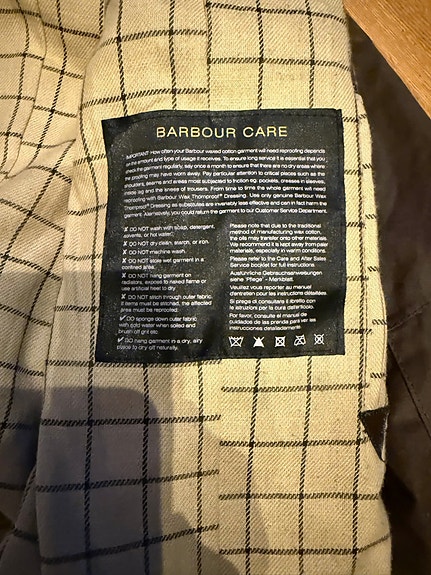 BARBOUR CARE
IMPORTANT: How often your Barbour waxed cotton garment will need reproofing depends
on the amount and type of usage it receives. To ensure long service it is essential that you
check the garment regularly, say once a month to ensure that there are no dry areas where
the proofing may have worn away. Pay particular attention to critical places such as the
shoulders, seams and areas most subjected to friction eg. pockets, creases in sleeves,
inside leg and the knees of trousers. From time to time the whole garment will need
reproofing with Barbour Wax Thornproof® Dressing. Use only genuine Barbour Wax
Thornproof® Dressing as substitutes are invariably less effective and can in fact harm the
garment. Alternatively, you could return the garment to our Customer Service Department.
✗ DO NOT wash with soap, detergent,
solvents, or hot water!
✗ DO NOT dry clean, starch, or iron.
✗ DO NOT machine wash.
✗ DO NOT store wet garment in a
confined area.
✗ DO NOT hang garment on
radiators, expose to naked flame or
use artificial heat to dry
✗ DO NOT stitch through outer fabric.
If items must be stitched, the affected
area must be reproofed.
✓ DO sponge down outer fabric
with cold water when soiled and
brush off grit etc.
✓ DO hang garment in a dry, airy
place to dry off naturally.
Please note that due to the traditional
method of manufacturing wax cotton,
the oils may transfer onto other materials.
We recommend it is kept away from paler
materials, especially in warm conditions.
Please refer to the Care and After Sales
Service booklet for full instructions.
Ausführliche Gebrauchsanweisungen
siehe 'Pflege' - Merkblatt.
Veuillez vous reporter au manuel
d'entretien pour les instructions détaillées.
Si prega di consultare il libretto con
le istruzioni per la cura dell'articolo.
Por favor, consulte el manual de
cuidados de las prenda para ver las
instrucciones detalladamente.